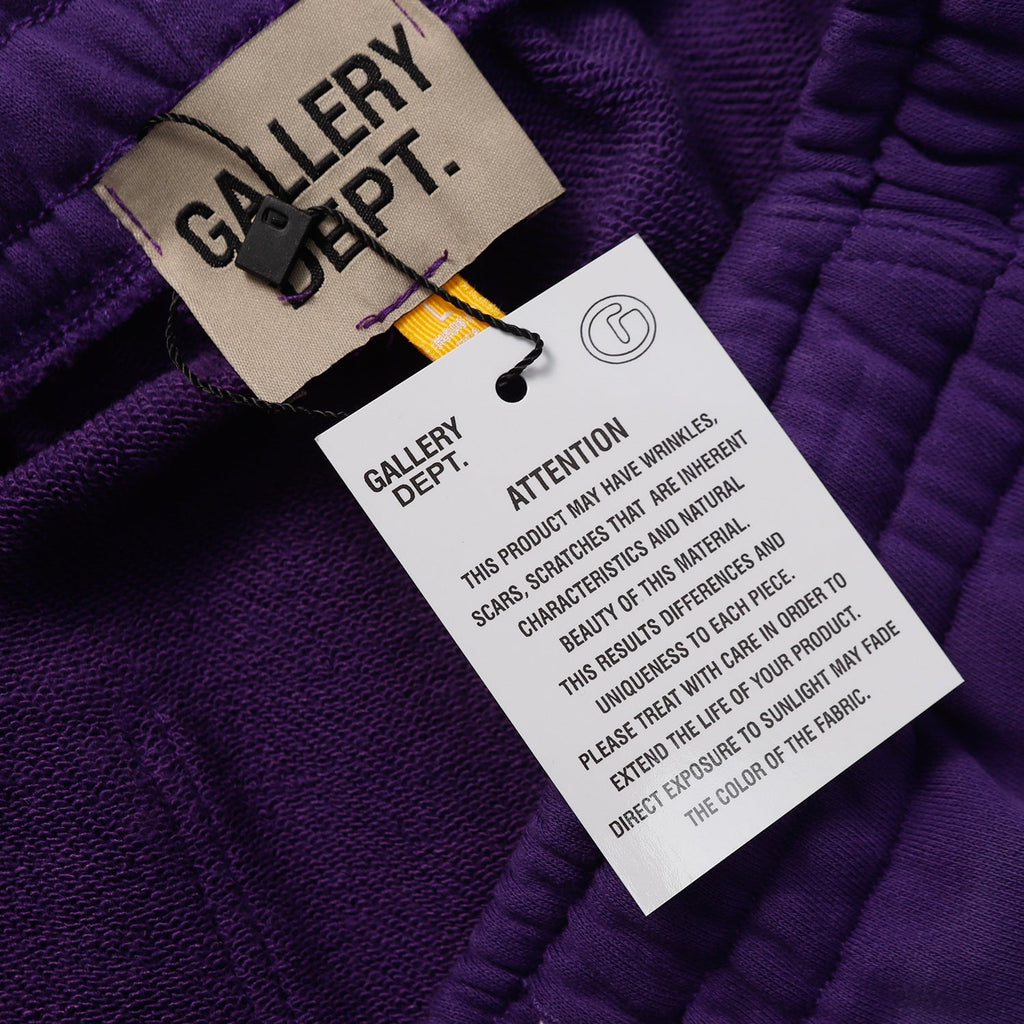 GALLERY
DEPT.
L
GALLERY
DEPT.
ATTENTION
THIS PRODUCT MAY HAVE WRINKLES,
SCARS, SCRATCHES THAT ARE INHERENT
CHARACTERISTICS AND NATURAL
BEAUTY OF THIS MATERIAL.
THIS RESULTS DIFFERENCES AND
UNIQUENESS TO EACH PIECE.
PLEASE TREAT WITH CARE IN ORDER TO
EXTEND THE LIFE OF YOUR PRODUCT.
DIRECT EXPOSURE TO SUNLIGHT MAY FADE
THE COLOR OF THE FABRIC.